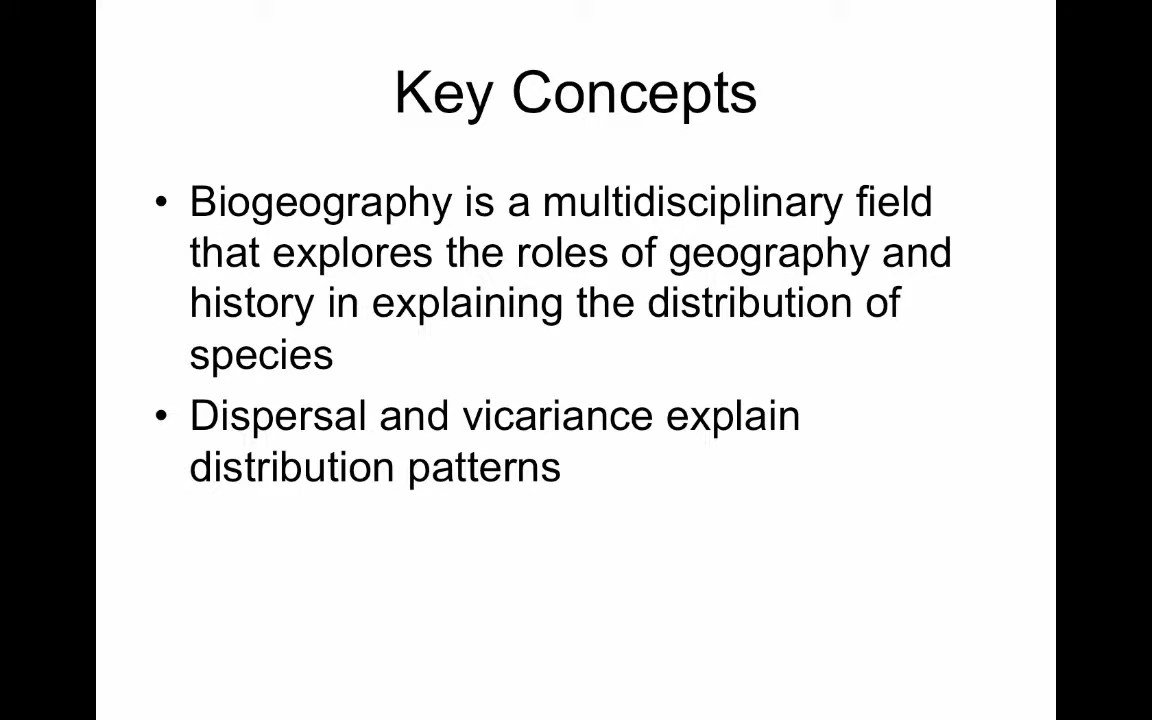 Key Concepts
• Biogeography is a multidisciplinary field
that explores the roles of geography and
history in explaining the distribution of
species
• Dispersal and vicariance explain
distribution patterns